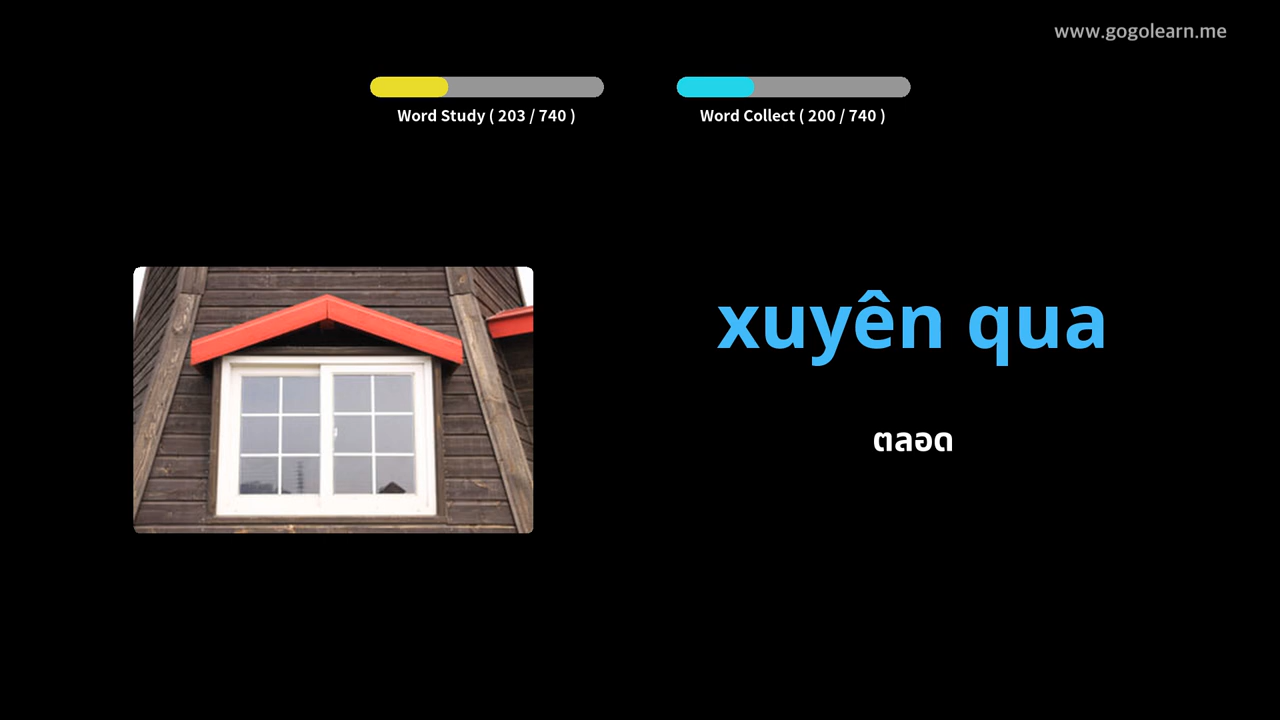 www.gogolearn.me
Word Study ( 203 / 740 )
Word Collect ( 200 / 740 )
xuyên qua
ตลอด